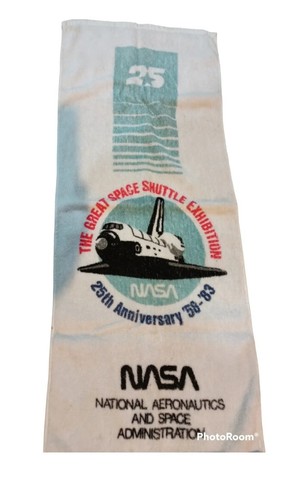 25
THE GREAT SPACE SHUTTLE EXHIBITION
NASA
25th Anniversary '58-'83
NASA
NATIONAL AERONAUTICS
AND SPACE
ADMINISTRATION
PhotoRoom